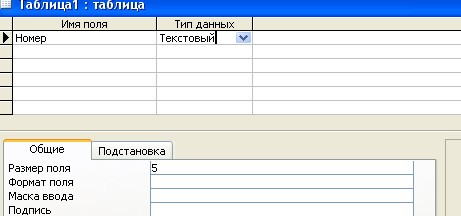 Таблица1 : таблица
Имя поля Тип данных
Номер Текстовый
Общие Подстановка
Размер поля 5
Формат поля
Маска ввода
Подпись